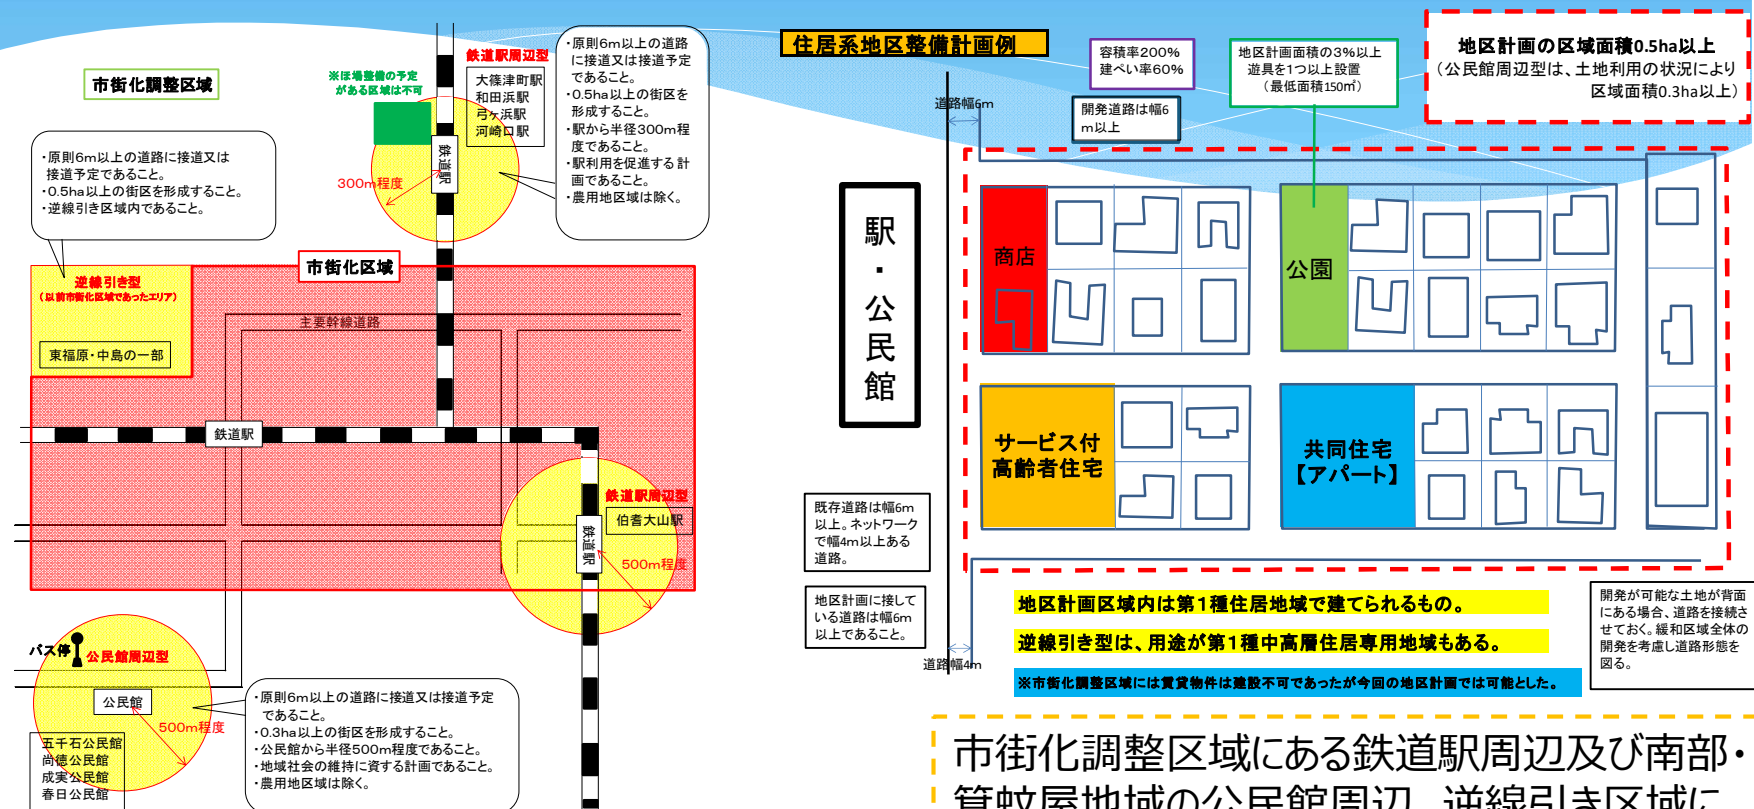 市街化調整区域
※ほ場整備の予定
がある区域は不可
鉄道駅周辺型
大篠津町駅
和田浜駅
弓ヶ浜駅
河崎口駅
・原則6m以上の道路
に接道又は接道予定
であること。
・0.5ha以上の街区を
形成すること。
・駅から半径300m程
度であること。
・駅利用を促進する計
画であること。
・農用地区域は除く。
鉄道駅
300m程度
・原則6m以上の道路に接道又は
接道予定であること。
・0.5ha以上の街区を形成すること。
・逆線引き区域内であること。
逆線引き型
(以前市街化区域であったエリア)
東福原・中島の一部
市街化区域
主要幹線道路
鉄道駅
鉄道駅周辺型
伯耆大山駅
鉄道駅
500m程度
バス停
公民館周辺型
公民館
500m程度
五千石公民館
尚徳公民館
成実公民館
春日公民館
・原則6m以上の道路に接道又は接道予定
であること。
・0.3ha以上の街区を形成すること。
・公民館から半径500m程度であること。
・地域社会の維持に資する計画であること。
・農用地区域は除く。
住居系地区整備計画例
容積率200%
建ぺい率60%
地区計画面積の3%以上
遊具を1つ以上設置
(最低面積150㎡)
地区計画の区域面積0.5ha以上
(公民館周辺型は、土地利用の状況により
区域面積0.3ha以上)
道路幅6m
開発道路は幅6
m以上
駅・公民館
商店
公園
サービス付
高齢者住宅
共同住宅
【アパート】
既存道路は幅6m
以上。ネットワーク
で幅4m以上ある
道路。
地区計画に接して
いる道路は幅6m
以上であること。
道路幅4m
地区計画区域内は第1種住居地域で建てられるもの。
逆線引き型は、用途が第1種中高層住居専用地域もある。
※市街化調整区域には賃貸物件は建設不可であったが今回の地区計画では可能とした。
開発が可能な土地が背面
にある場合、道路を接続さ
せておく。緩和区域全体の
開発を考慮し道路形態を
図る。
市街化調整区域にある鉄道駅周辺及び南部・
箕蚊屋地域の公民館周辺、逆線引き区域に